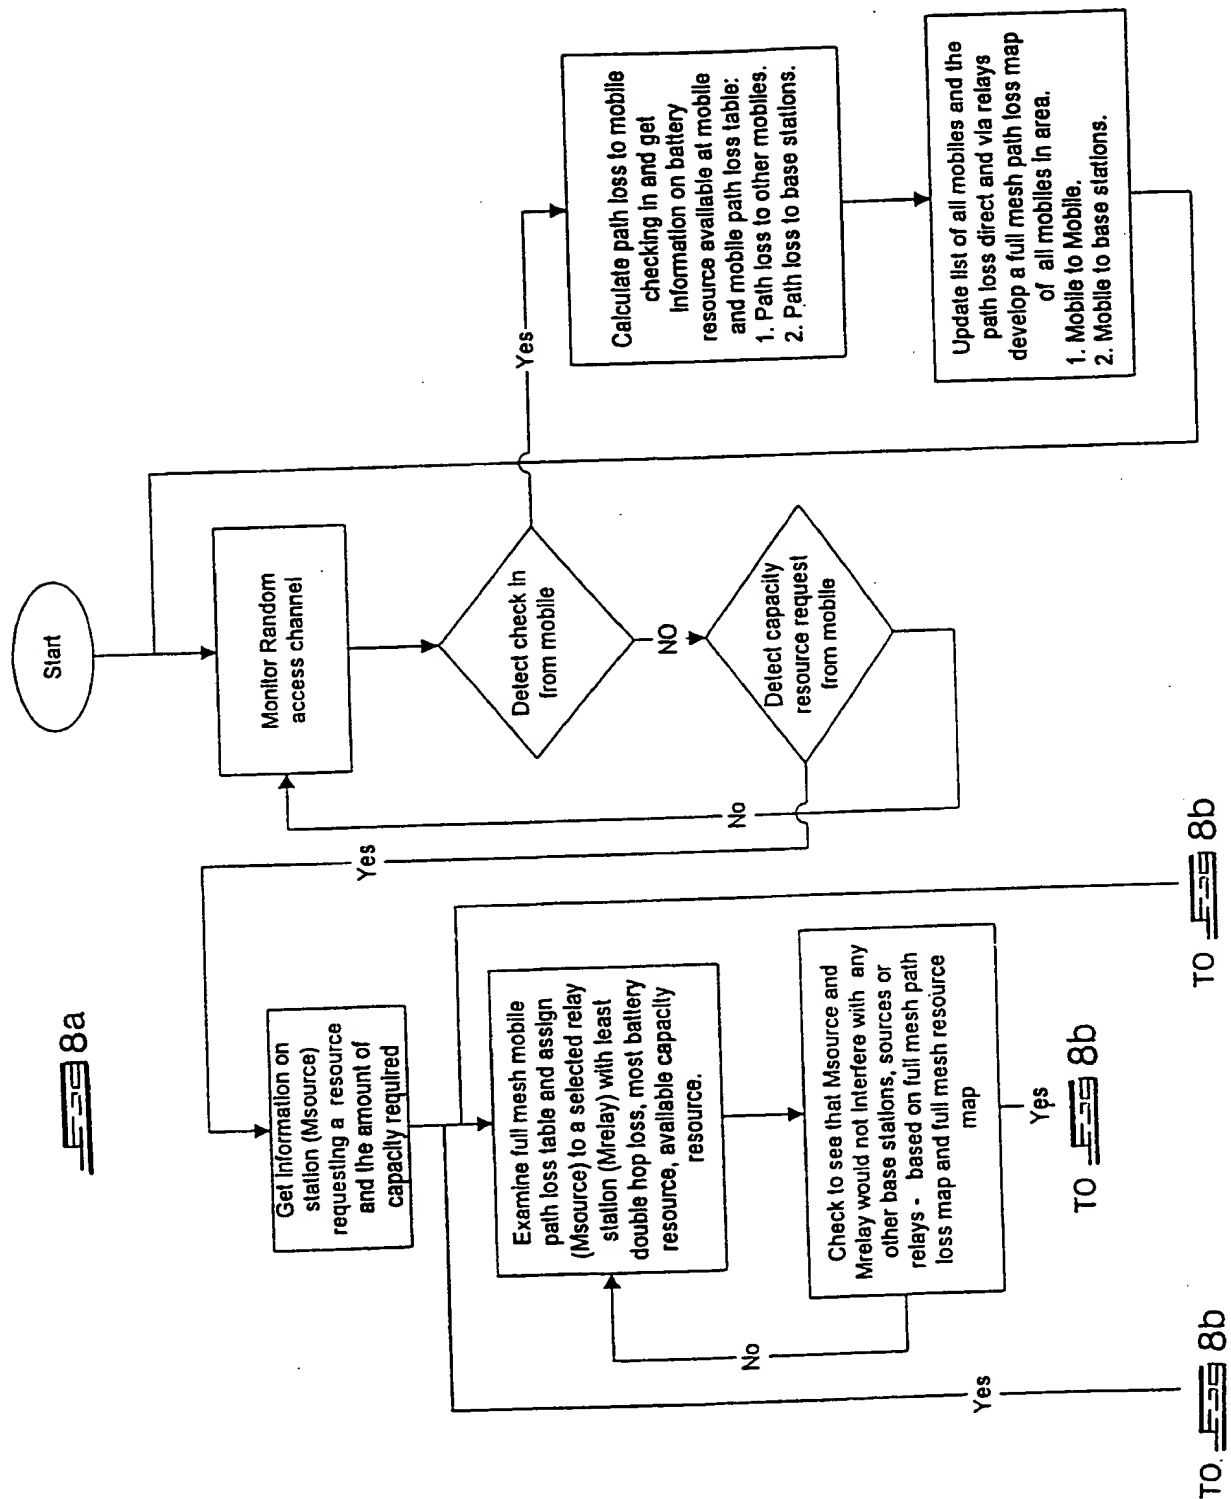 Fig 8a
Start
Monitor Random
access channel
Detect check in
from mobile
Yes
NO
Calculate path loss to mobile
checking in and get
information on battery
resource available at mobile
and mobile path loss table:
1. Path loss to other mobiles.
2. Path loss to base stations.
Update list of all mobiles and the
path loss direct and via relays
develop a full mesh path loss map
of all mobiles in area.
1. Mobile to Mobile.
2. Mobile to base stations.
Detect capacity
resource request
from mobile
No
Yes
Get information on
station (Msource)
requesting a resource
and the amount of
capacity required
Examine full mesh mobile
path loss table and assign
(Msource) to a selected relay
station (Mrelay) with least
double hop loss, most battery
resource, available capacity
resource.
Check to see that Msource and
Mrelay would not interfere with any
other base stations, sources or
relays - based on full mesh path
loss map and full mesh resource
map
No
Yes
Yes
TO Fig 8b
TO Fig 8b
TO. Fig 8b